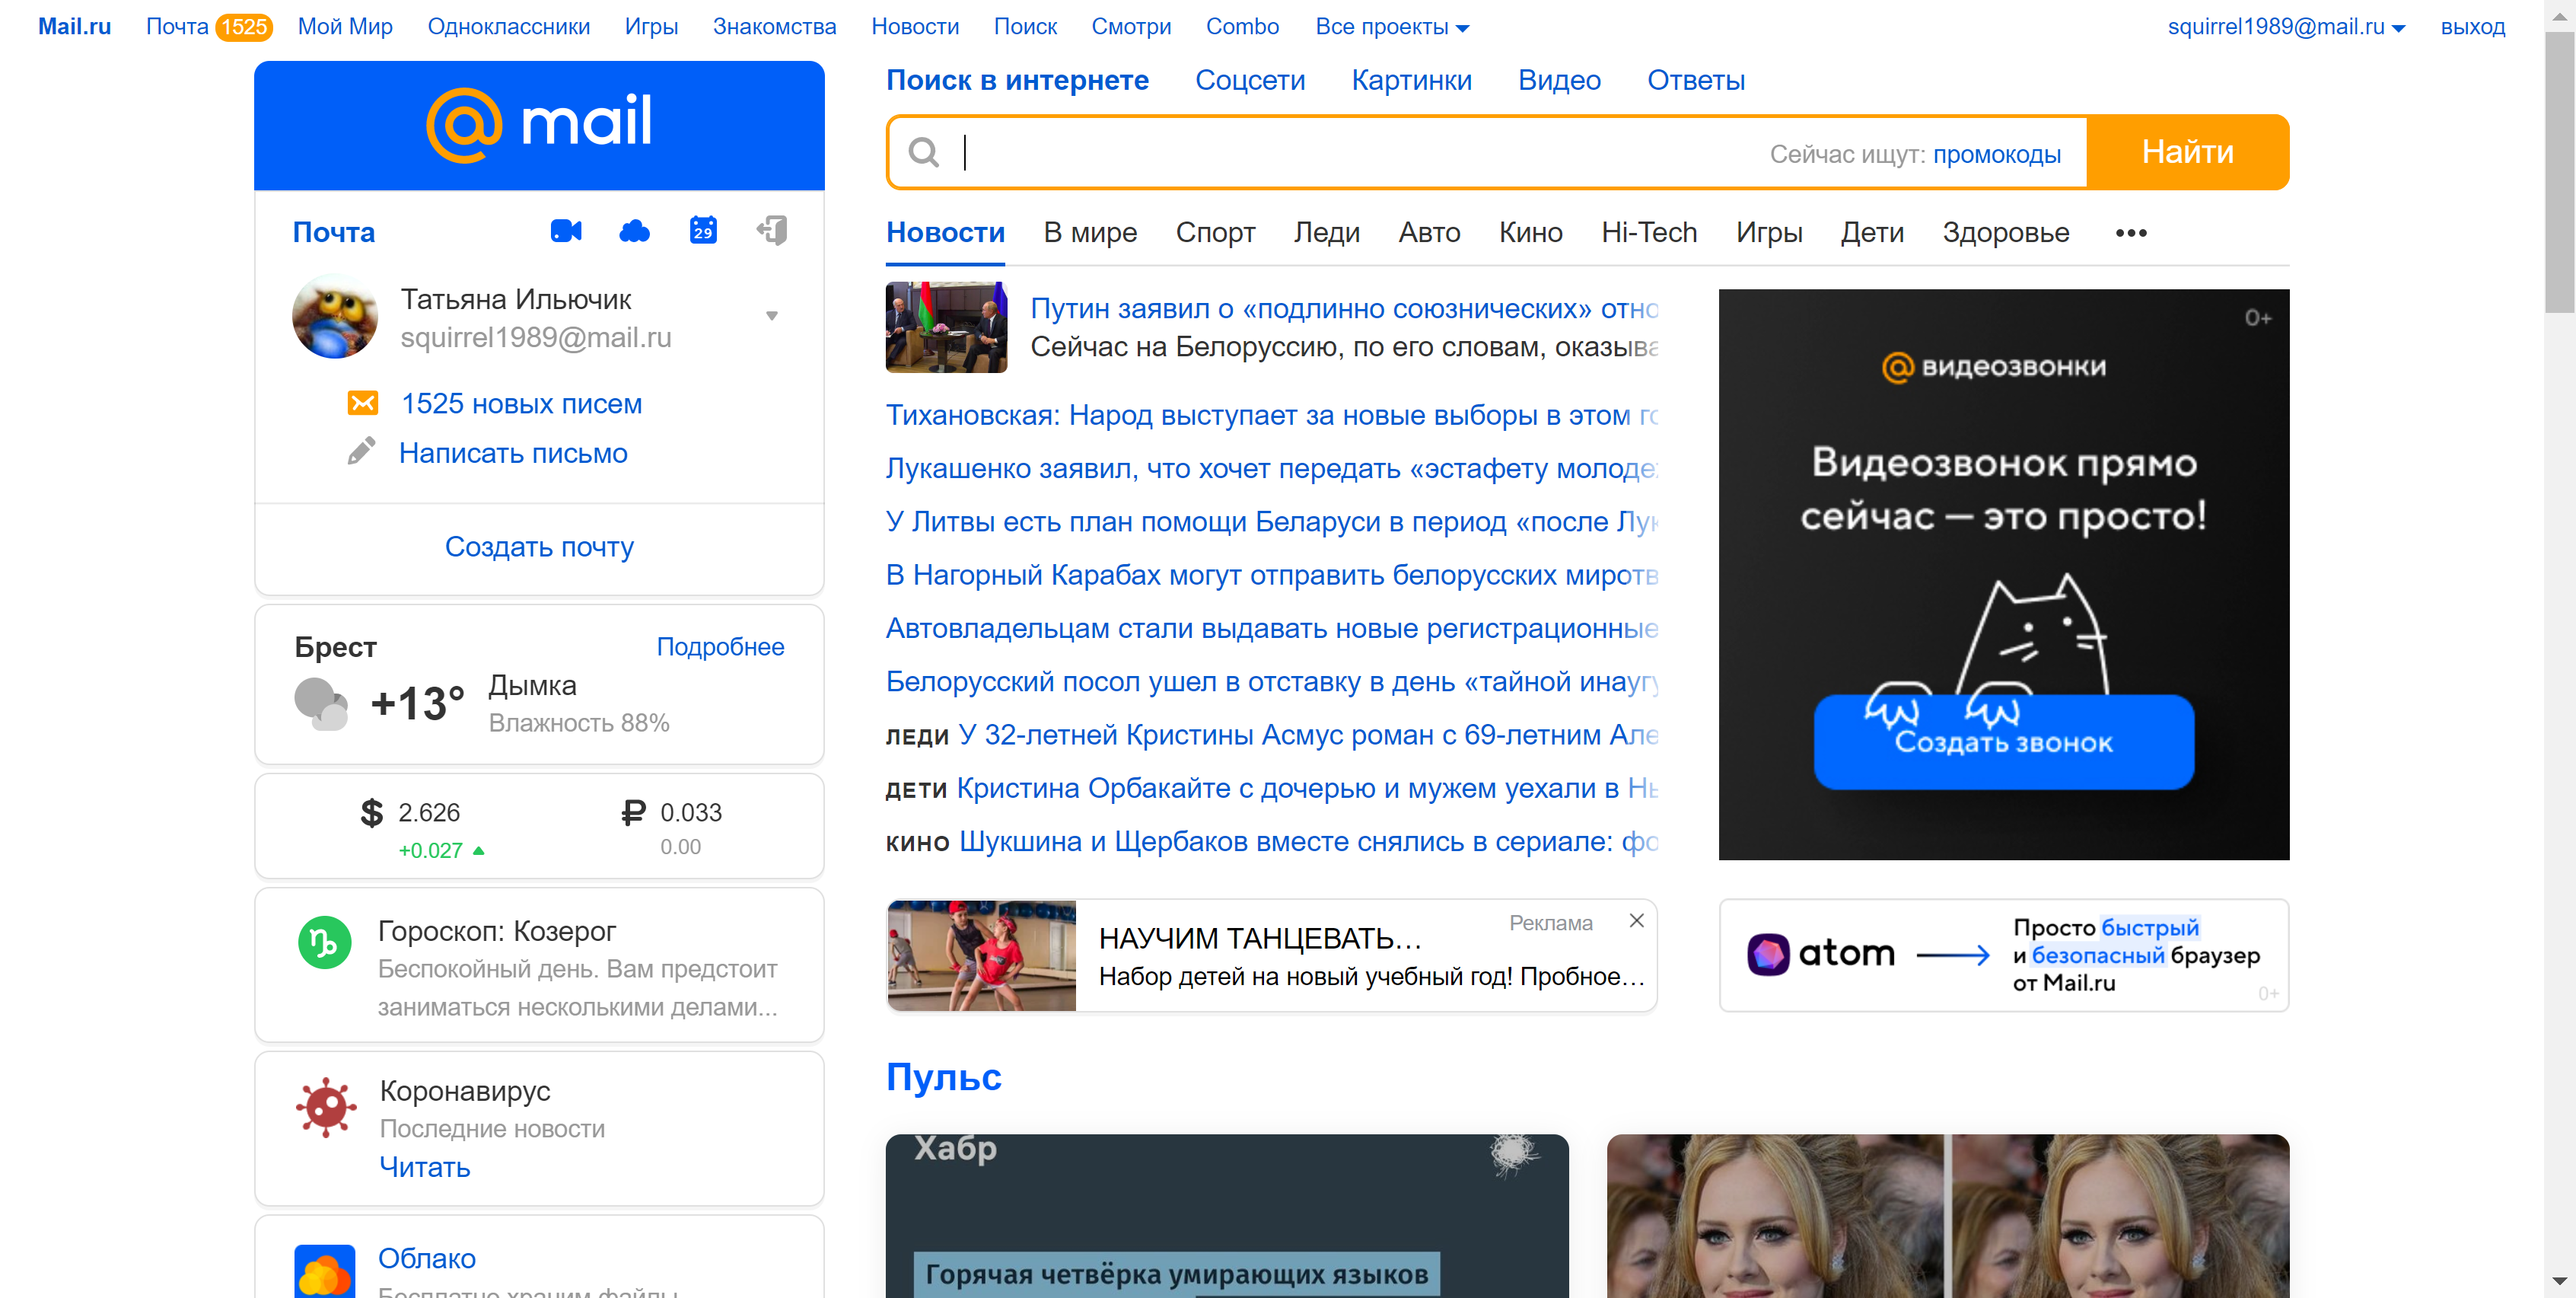 Mail.ru Почта 1525 Мой Мир Одноклассники Игры Знакомства Новости Поиск Смотри Combo Все проекты squirrel1989@mail.ru выход
mail
Почта 29
Татьяна Ильючик
squirrel1989@mail.ru
1525 новых писем
Написать письмо
Создать почту
Брест Подробнее
+13° Дымка
Влажность 88%
$ 2.626 ₽ 0.033
+0.027 0.00
Гороскоп: Козерог
Беспокойный день. Вам предстоит
заниматься несколькими делами...
Коронавирус
Последние новости
Читать
Облако
Бесплатно храним файлы
Поиск в интернете Соцсети Картинки Видео Ответы
Сейчас ищут: промокоды Найти
Новости В мире Спорт Леди Авто Кино Hi-Tech Игры Дети Здоровье •••
Путин заявил о «подлинно союзнических» отно
Сейчас на Белоруссию, по его словам, оказыва
Тихановская: Народ выступает за новые выборы в этом го
Лукашенко заявил, что хочет передать «эстафету молоде
У Литвы есть план помощи Беларуси в период «после Лук
В Нагорный Карабах могут отправить белорусских миротв
Автовладельцам стали выдавать новые регистрационные
Белорусский посол ушел в отставку в день «тайной инаугу
ЛЕДИ У 32-летней Кристины Асмус роман с 69-летним Але
ДЕТИ Кристина Орбакайте с дочерью и мужем уехали в Нь
КИНО Шукшина и Щербаков вместе снялись в сериале: фо
0+
видеозвонки
Видеозвонок прямо
сейчас — это просто!
Создать звонок
Реклама
НАУЧИМ ТАНЦЕВАТЬ...
Набор детей на новый учебный год! Пробное...
atom
Просто быстрый
и безопасный браузер
от Mail.ru
0+
Пульс
Хабр
Горячая четвёрка умирающих языков